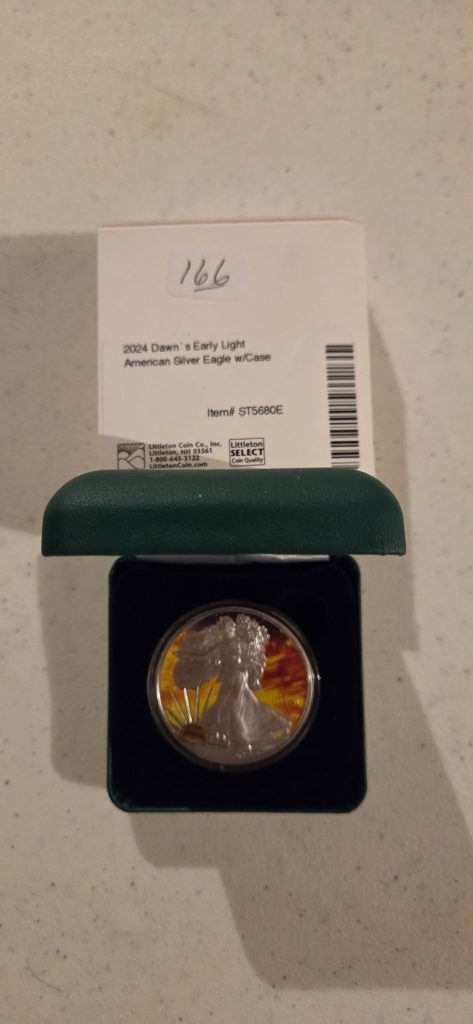 166
2024 Dawn`s Early Light
American Silver Eagle w/Case
Item# ST5680E
Littleton Coin Co., Inc.
Littleton, NH 03561
1-800-645-3122
LittletonCoin.com
Littleton
SELECT
Coin Quality